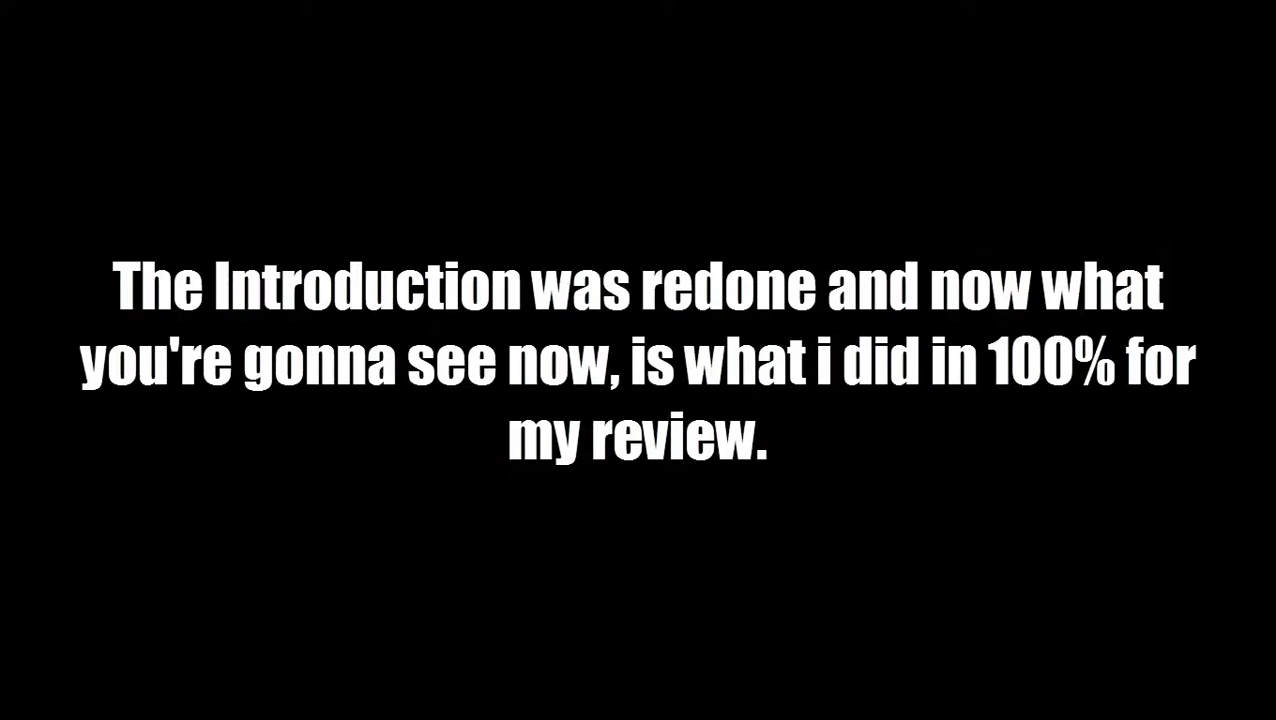 The Introduction was redone and now what
you're gonna see now, is what i did in 100% for
my review.